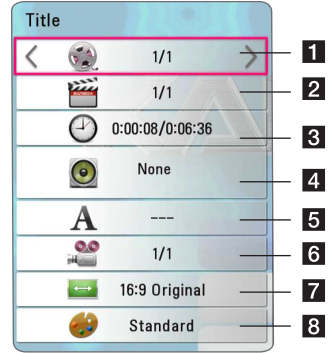 Title
1/1 1
1/1 2
0:00:08/0:06:36 3
None 4
A --- 5
1/1 6
16:9 Original 7
Standard 8